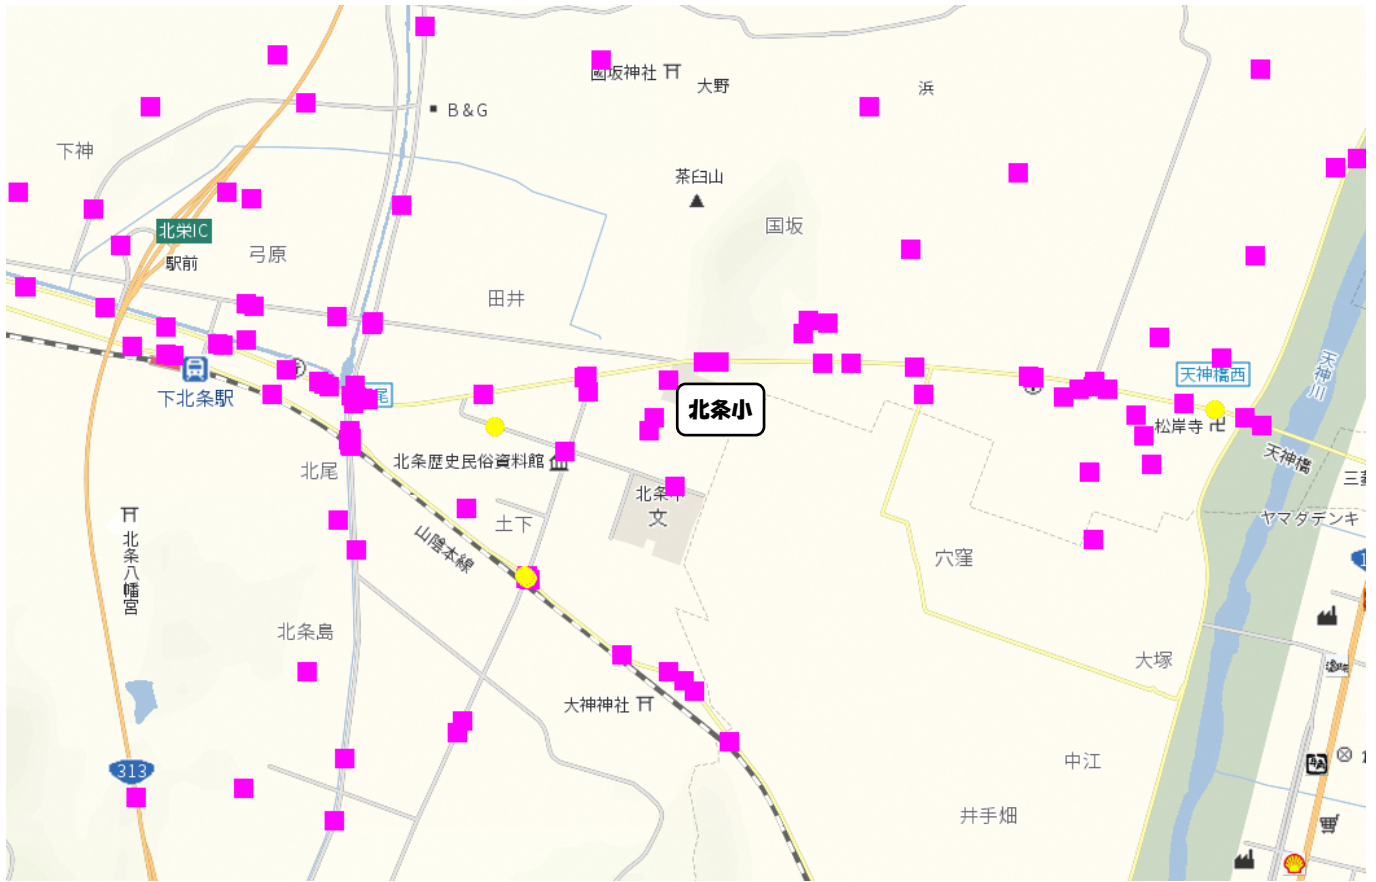 國坂神社
大野
浜
B&G
下神
茶臼山
国坂
北栄IC
駅前
弓原
田井
天神川
天神橋西
下北条駅
尾
北条小
松岸寺
北条歴史民俗資料館
北尾
天神橋
北条
文
土下
山陰本線
ヤマダデンキ
北条八幡宮
穴窪
北条島
大塚
大神神社
313
中江
井手畑